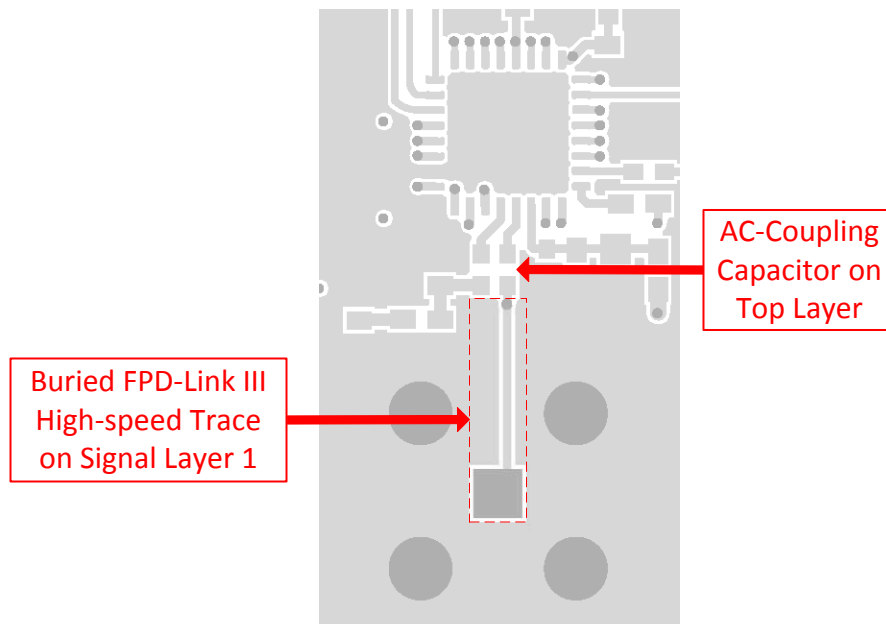 AC-Coupling
Capacitor on
Top Layer
Buried FPD-Link III
High-speed Trace
on Signal Layer 1